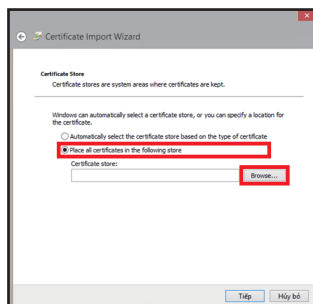 Certificate Import Wizard
Certificate Store
Certificate stores are system areas where certificates are kept.
Windows can automatically select a certificate store, or you can specify a location for
the certificate.
Automatically select the certificate store based on the type of certificate
Place all certificates in the following store
Certificate store:
Browse...
Tiếp
Hủy bỏ